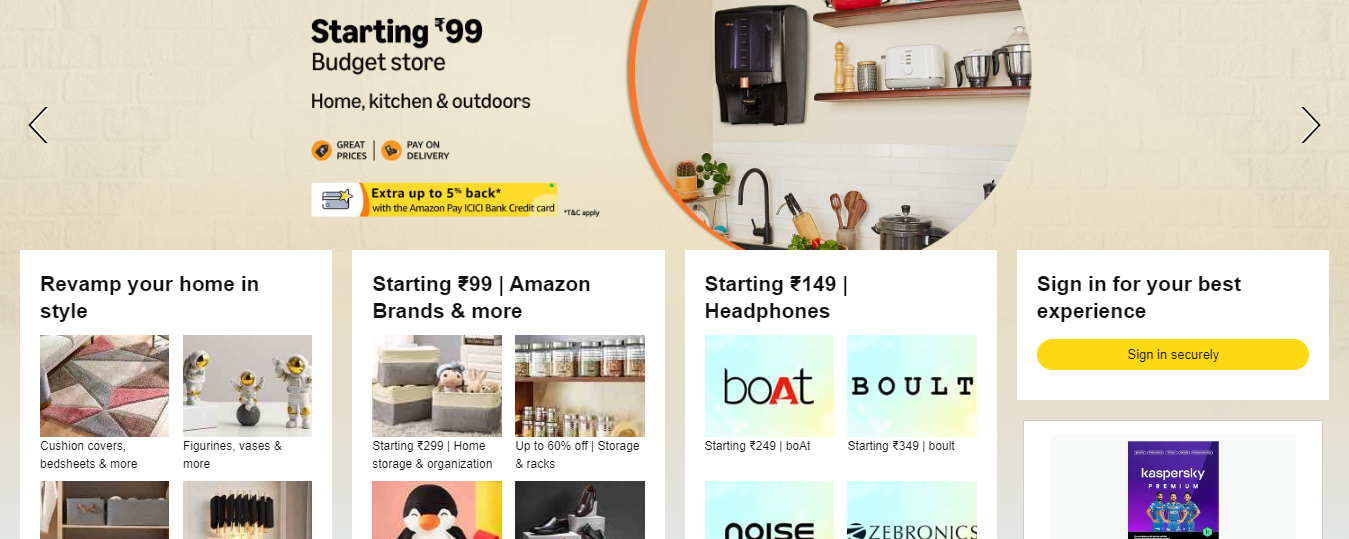 Starting ₹99
Budget store
Home, kitchen & outdoors
GREAT
PRICES
PAY ON
DELIVERY
Extra up to 5% back*
with the Amazon Pay ICICI Bank Credit card
*T&C apply
Revamp your home in
style
Cushion covers,
bedsheets & more
Figurines, vases &
more
Starting ₹99 | Amazon
Brands & more
Starting ₹299 | Home
storage & organization
Up to 60% off | Storage
& racks
Starting ₹149 |
Headphones
boAt
BOULT
Starting ₹249 | boAt
Starting ₹349 | boult
noise
ZEBRONICS
Sign in for your best
experience
Sign in securely
kaspersky
PREMIUM